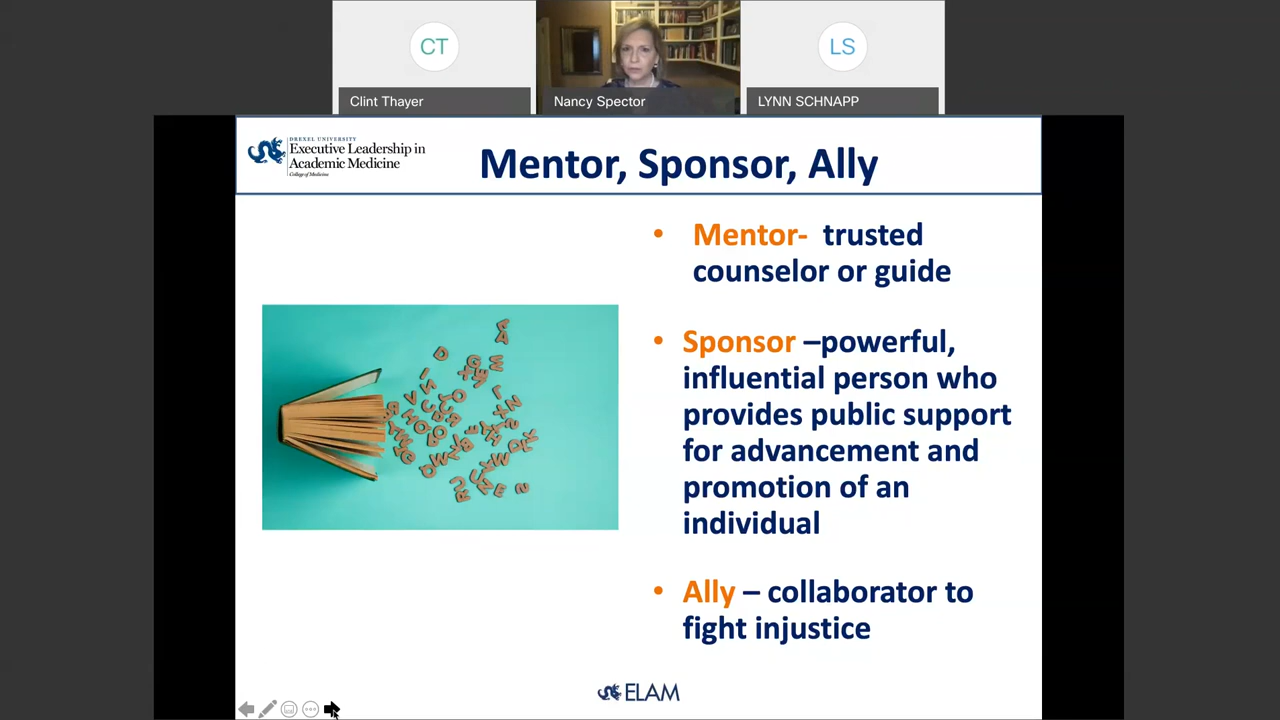 CT
LS
Clint Thayer
Nancy Spector
LYNN SCHNAPP
DREXEL UNIVERSITY
Executive Leadership in
Academic Medicine
College of Medicine
Mentor, Sponsor, Ally
• Mentor- trusted
counselor or guide
• Sponsor –powerful,
influential person who
provides public support
for advancement and
promotion of an
individual
• Ally – collaborator to
fight injustice
ELAM